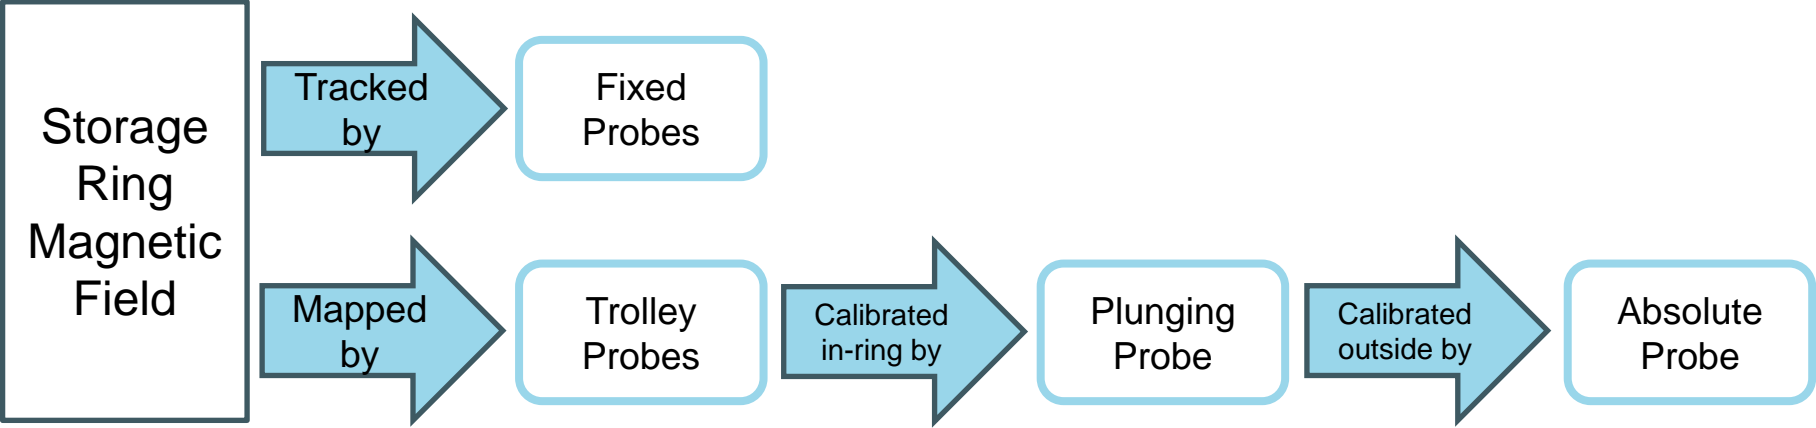 Storage
Ring
Magnetic
Field
Tracked
by
Fixed
Probes
Mapped
by
Trolley
Probes
Calibrated
in-ring by
Plunging
Probe
Calibrated
outside by
Absolute
Probe